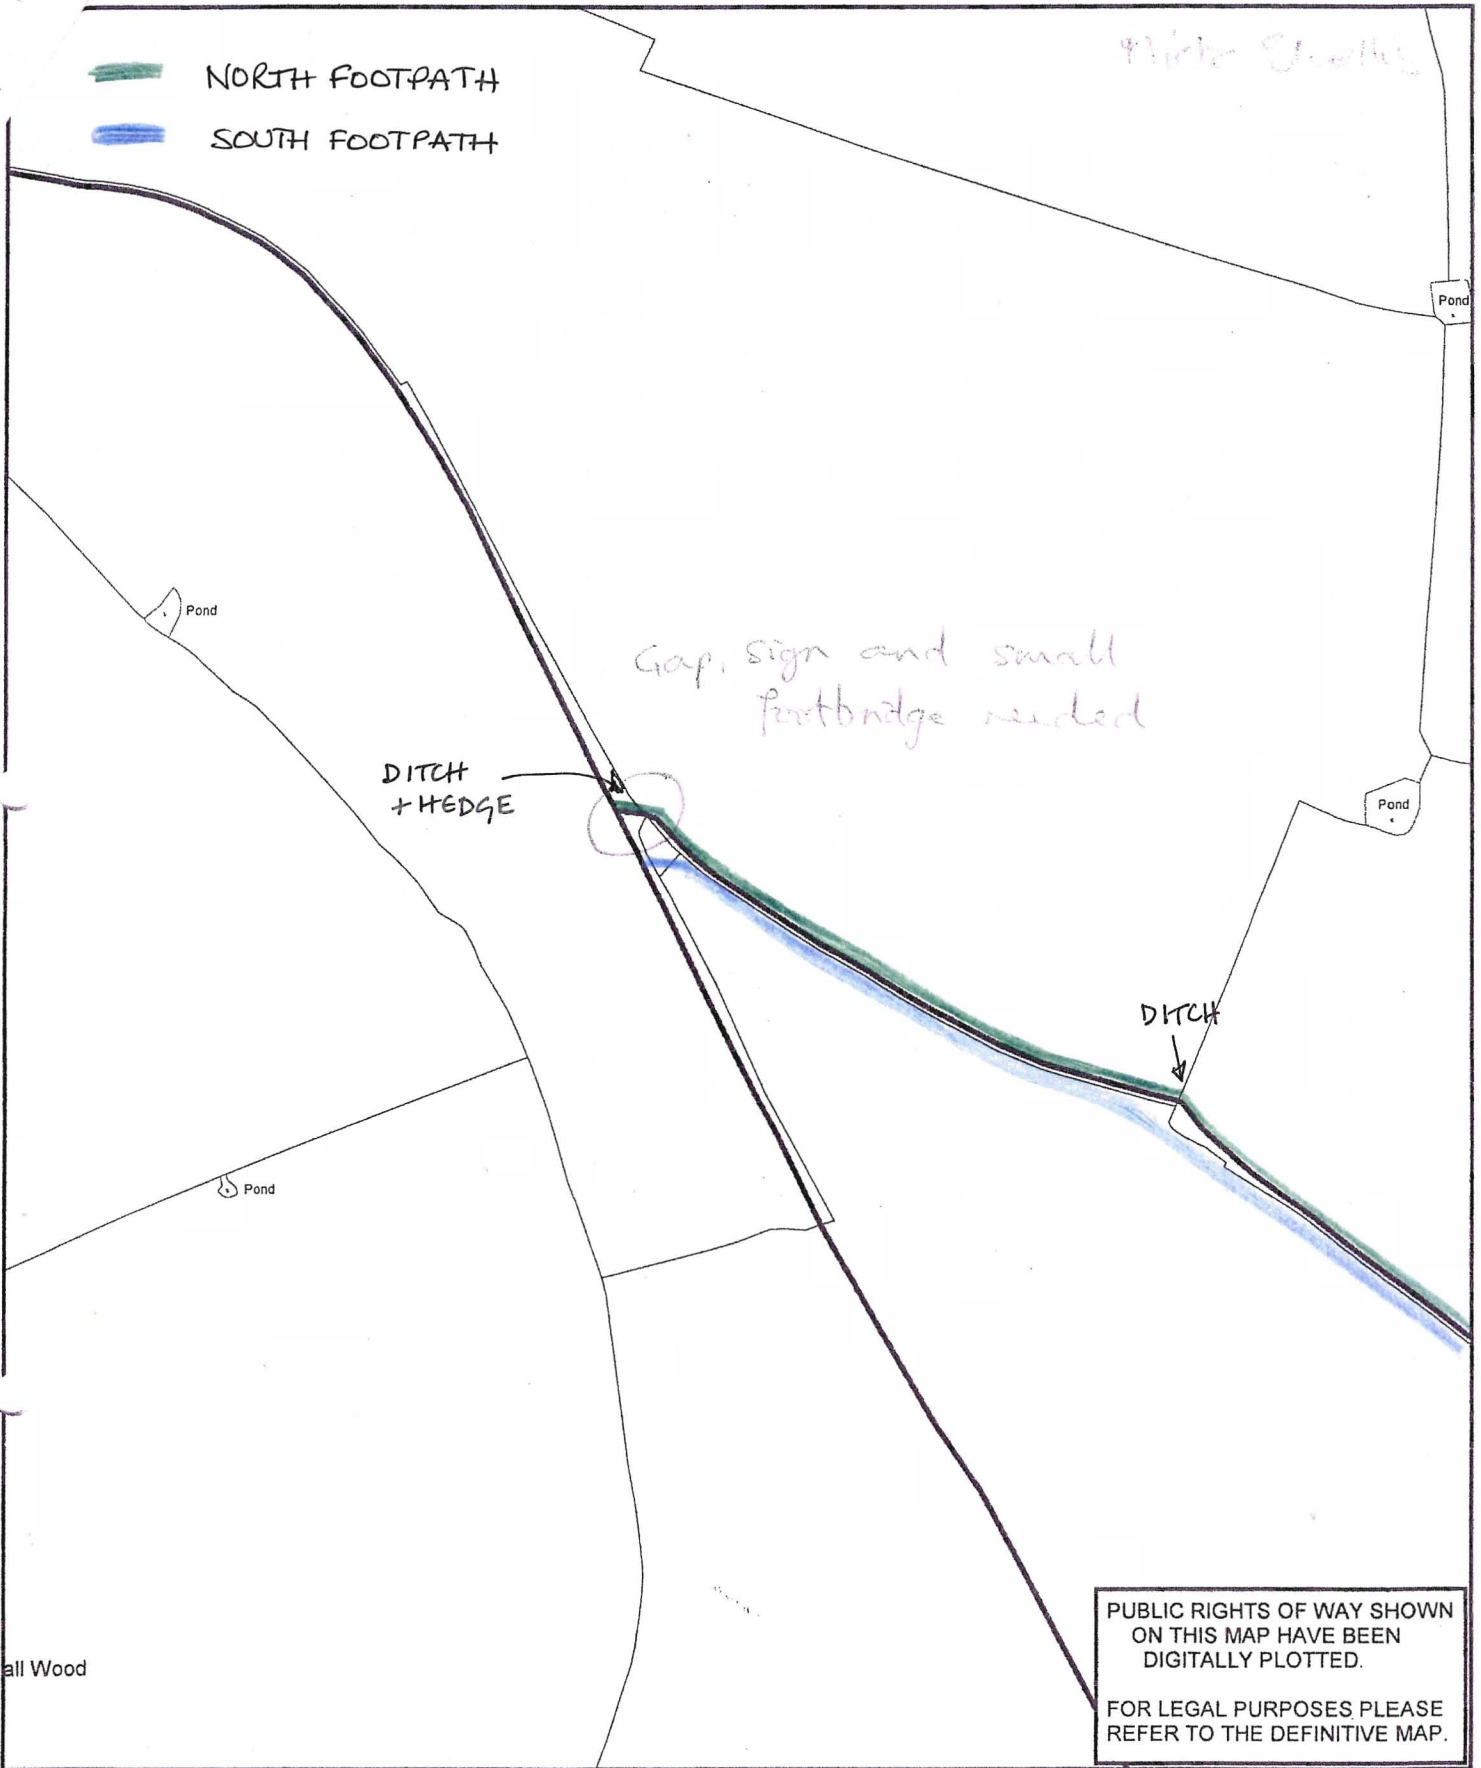 NORTH FOOTPATH
SOUTH FOOTPATH
Pond
Pond
Gap, sign and small
footbridge needed
DITCH
+ HEDGE
Pond
DITCH
Pond
all Wood
PUBLIC RIGHTS OF WAY SHOWN
ON THIS MAP HAVE BEEN
DIGITALLY PLOTTED.
FOR LEGAL PURPOSES PLEASE
REFER TO THE DEFINITIVE MAP.